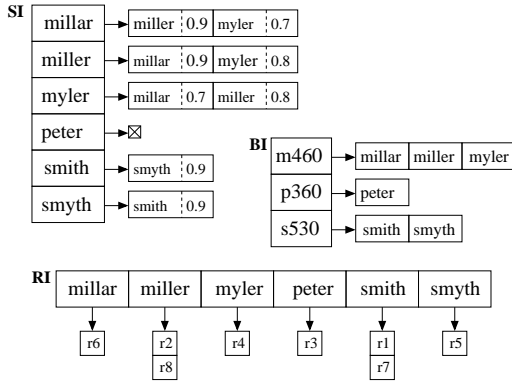 SI
millar miller 0.9 myler 0.7
miller millar 0.9 myler 0.8
myler millar 0.7 miller 0.8
peter
smith smyth 0.9
smyth smith 0.9
BI
m460 millar miller myler
p360 peter
s530 smith smyth
RI
millar miller myler peter smith smyth
r6 r2 r4 r3 r1 r5
r8 r7